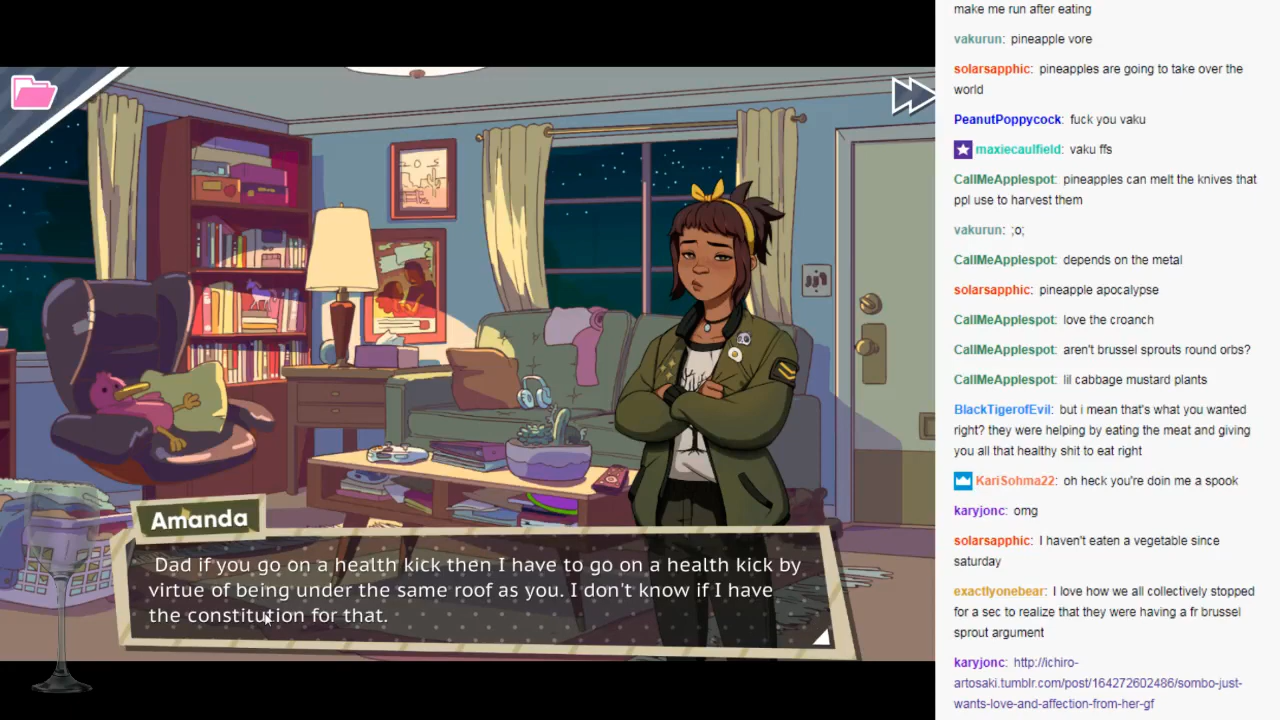 Amanda
Dad if you go on a health kick then I have to go on a health kick by
virtue of being under the same roof as you. I don't know if I have
the constitution for that.
make me run after eating
vakurun: pineapple vore
solarsapphic: pineapples are going to take over the
world
PeanutPoppycock: fuck you vaku
maxiecaulfield: vaku ffs
CallMeApplespot: pineapples can melt the knives that
ppl use to harvest them
vakurun: ;o;
CallMeApplespot: depends on the metal
solarsapphic: pineapple apocalypse
CallMeApplespot: love the croanch
CallMeApplespot: aren't brussel sprouts round orbs?
CallMeApplespot: lil cabbage mustard plants
BlackTigerofEvil: but i mean that's what you wanted
right? they were helping by eating the meat and giving
you all that healthy shit to eat right
KariSohma22: oh heck you're doin me a spook
karyjonc: omg
solarsapphic: I haven't eaten a vegetable since
saturday
exactlyonebear: I love how we all collectively stopped
for a sec to realize that they were having a fr brussel
sprout argument
karyjonc: http://ichiro-
artosaki.tumblr.com/post/164272602486/sombo-just-
wants-love-and-affection-from-her-gf